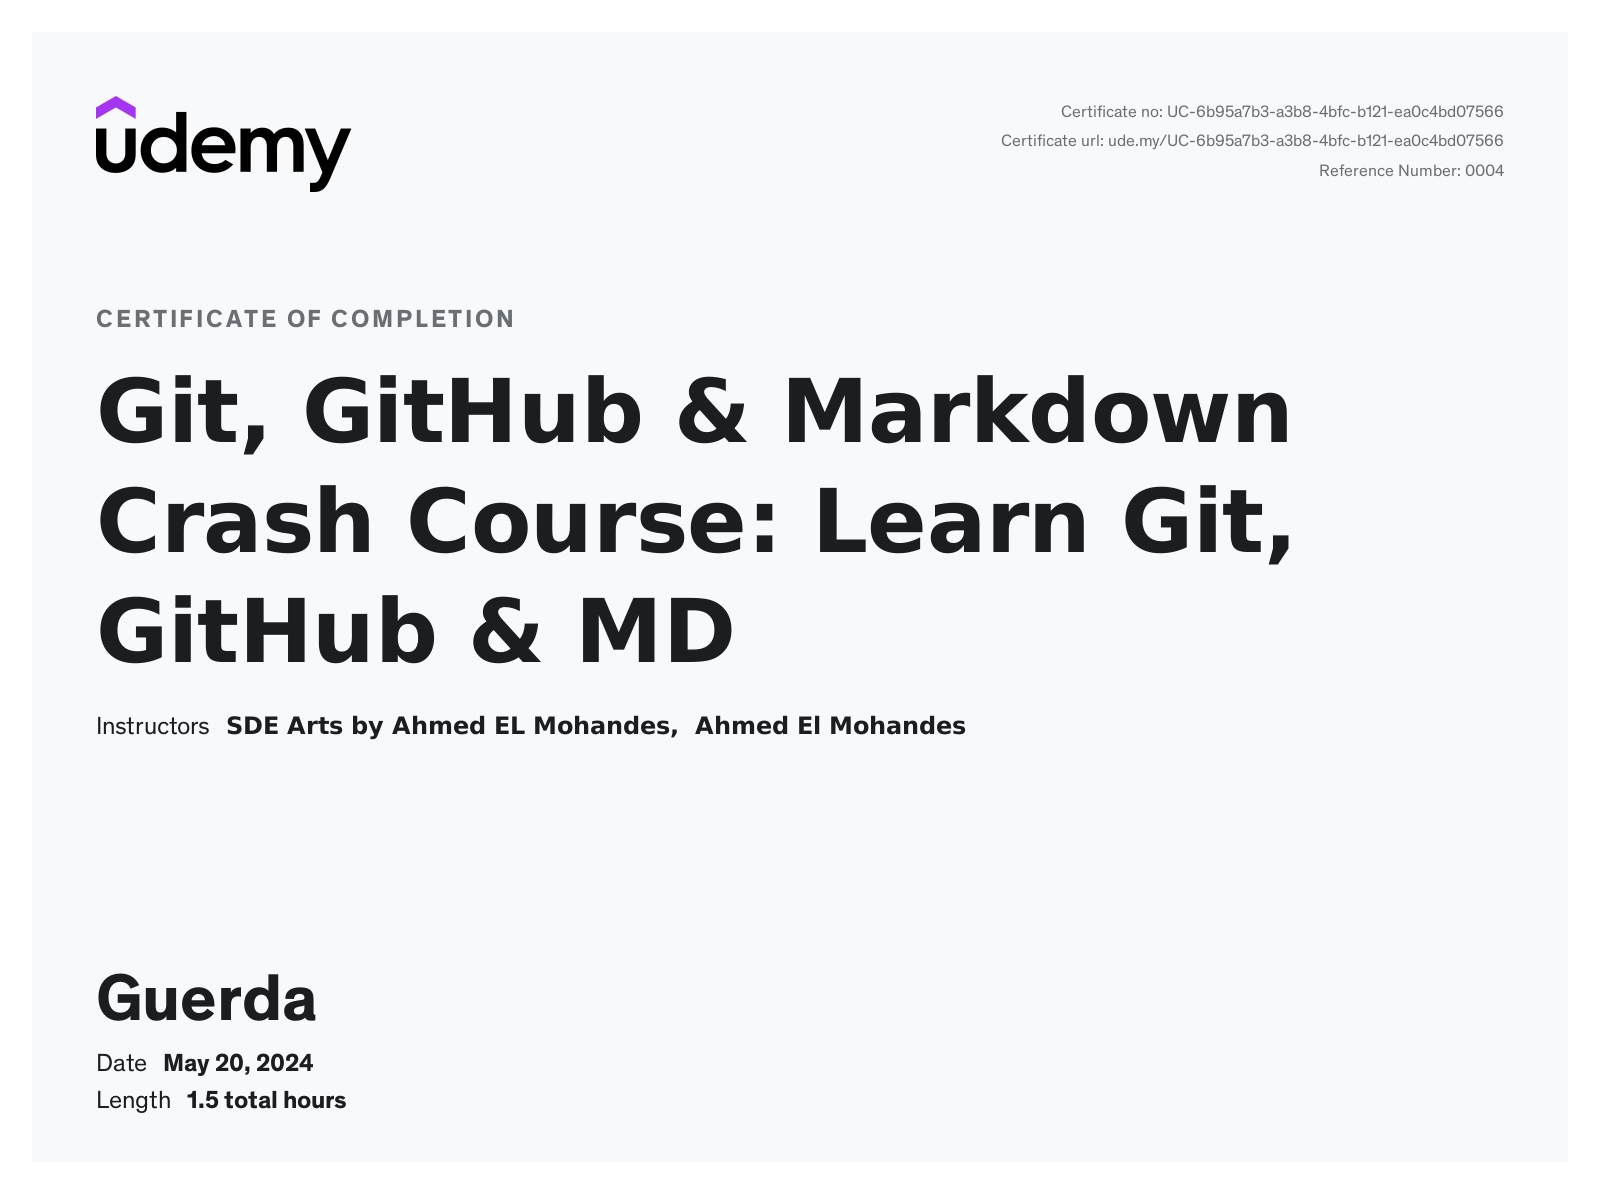 udemy
Certificate no: UC-6b95a7b3-a3b8-4bfc-b121-ea0c4bd07566
Certificate url: ude.my/UC-6b95a7b3-a3b8-4bfc-b121-ea0c4bd07566
Reference Number: 0004
CERTIFICATE OF COMPLETION
Git, GitHub & Markdown
Crash Course: Learn Git,
GitHub & MD
Instructors SDE Arts by Ahmed EL Mohandes, Ahmed El Mohandes
Guerda
Date May 20, 2024
Length 1.5 total hours